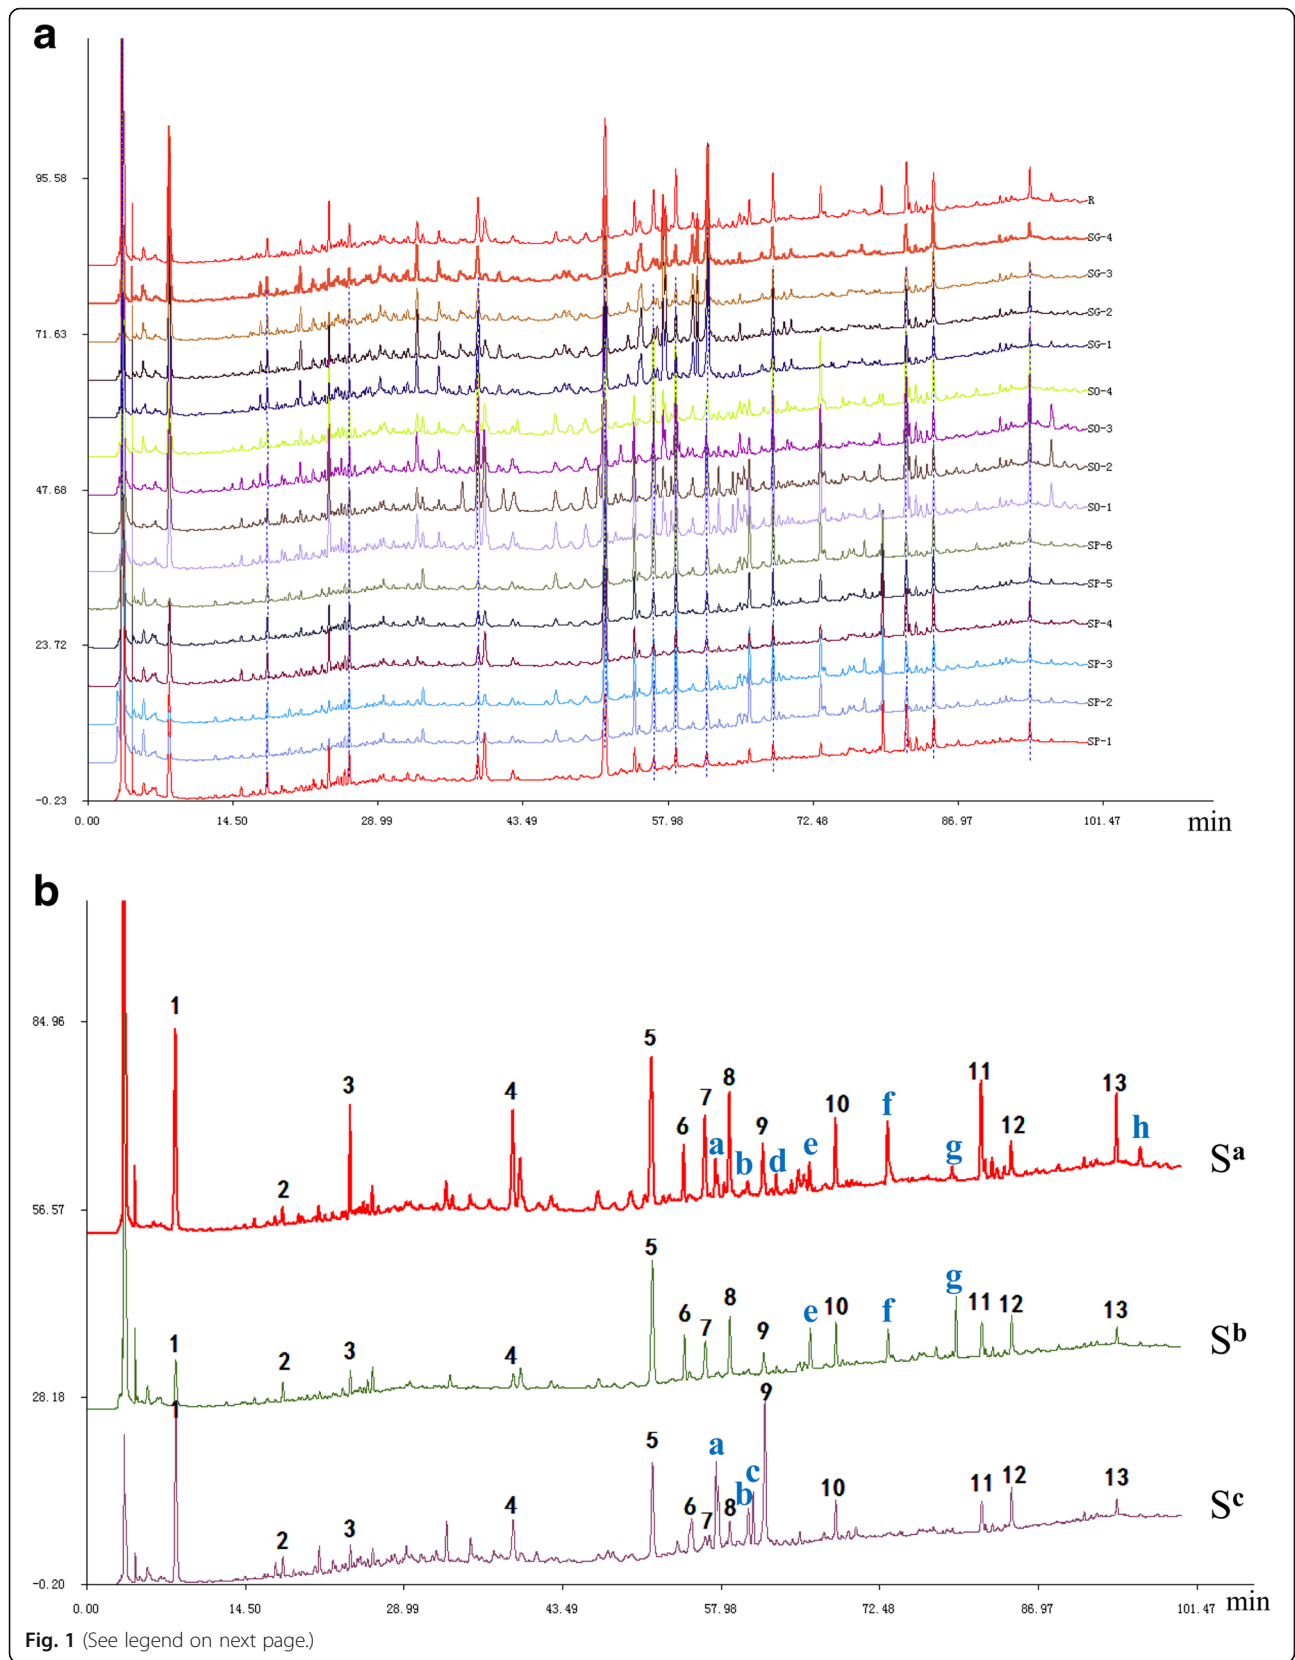 a
95.58
R
SG-4
SG-3
71.63
SG-2
SG-1
SO-4
SO-3
47.68
SO-2
SO-1
SP-6
SP-5
SP-4
23.72
SP-3
SP-2
SP-1
-0.23
0.00 14.50 28.99 43.49 57.98 72.48 86.97 101.47 min
b
84.96
56.57
28.18
-0.20
1 2 3 4 5 6 7 a 8 b 9 d e 10 f g 11 12 13 h Sa
1 2 3 4 5 6 7 8 9 e 10 f g 11 12 13 Sb
1 2 3 4 5 6 7 a 8 b c 9 10 11 12 13 Sc
0.00 14.50 28.99 43.49 57.98 72.48 86.97 101.47 min
Fig. 1 (See legend on next page.)